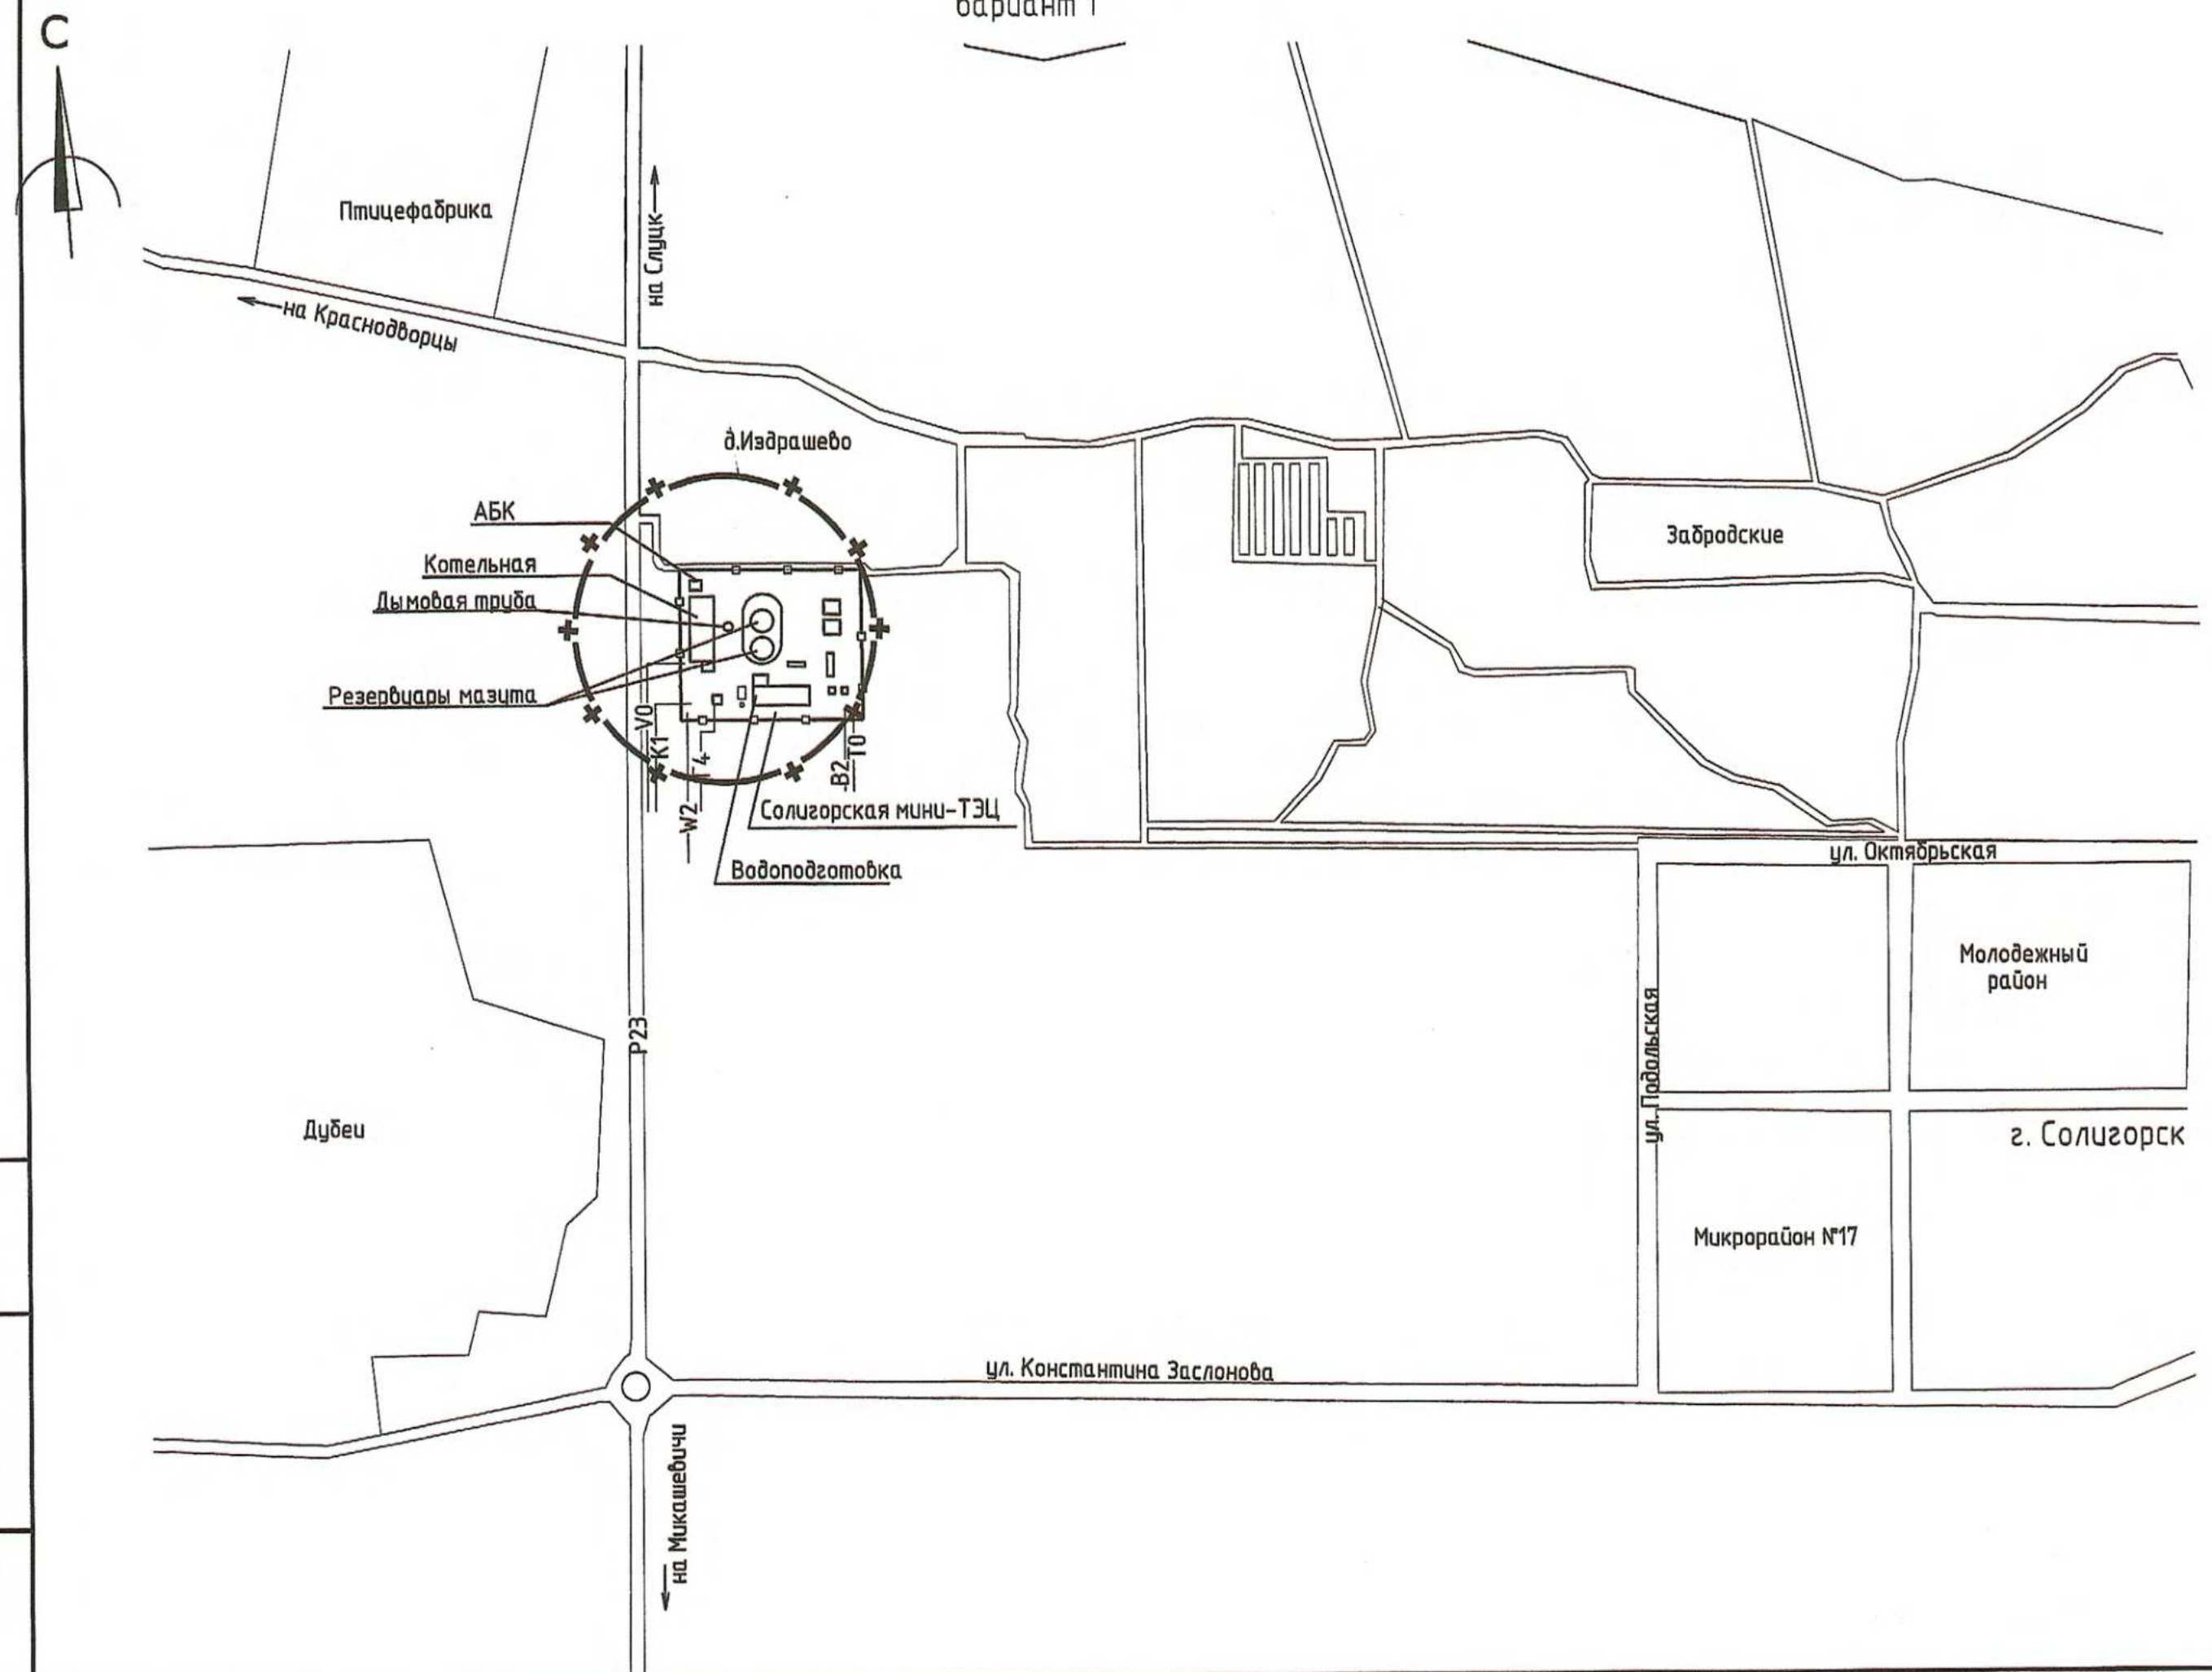 вариант 1
С
Птицефабрика
на Слуцк
на Краснодворцы
д.Издрашево
АБК
Котельная
Дымовая труба
Резервуары мазута
Забродские
V0
K1
W2
B2
T0
Солигорская мини-ТЭЦ
Водоподготовка
ул. Октябрьская
Молодежный
район
ул. Подольская
P23
Дубеи
г. Солигорск
Микрорайон №17
ул. Константина Заслонова
на Микашевичи